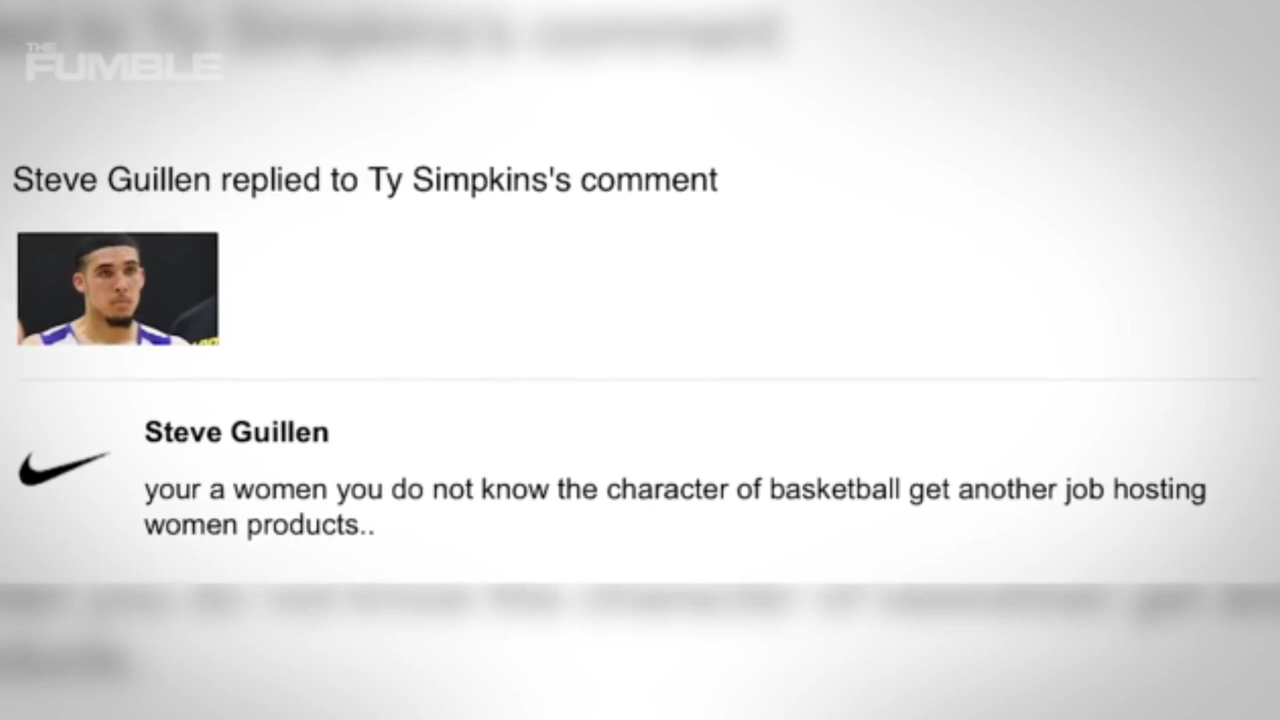 THE
FUMBLE
Steve Guillen replied to Ty Simpkins's comment
Steve Guillen
your a women you do not know the character of basketball get another job hosting
women products..